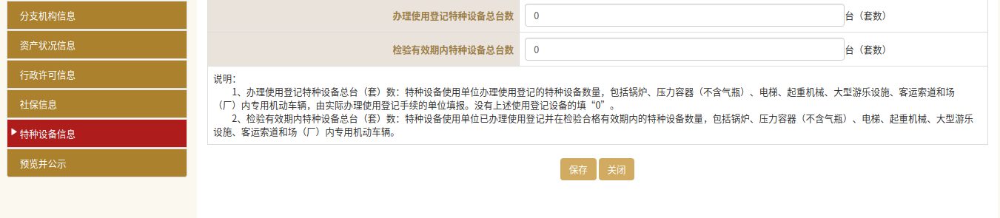 分支机构信息
资产状况信息
行政许可信息
社保信息
特种设备信息
预览并公示
办理使用登记特种设备总台数 0 台（套数）
检验有效期内特种设备总台数 0 台（套数）
说明：
1、办理使用登记特种设备总台（套）数：特种设备使用单位办理使用登记的特种设备数量，包括锅炉、压力容器（不含气瓶）、电梯、起重机械、大型游乐设施、客运索道和场
（厂）内专用机动车辆，由实际办理使用登记手续的单位填报。没有上述使用登记设备的填“0”。
2、检验有效期内特种设备总台（套）数：特种设备使用单位已办理使用登记并在检验合格有效期内的特种设备数量，包括锅炉、压力容器（不含气瓶）、电梯、起重机械、大型游乐
设施、客运索道和场（厂）内专用机动车辆。
保存 关闭